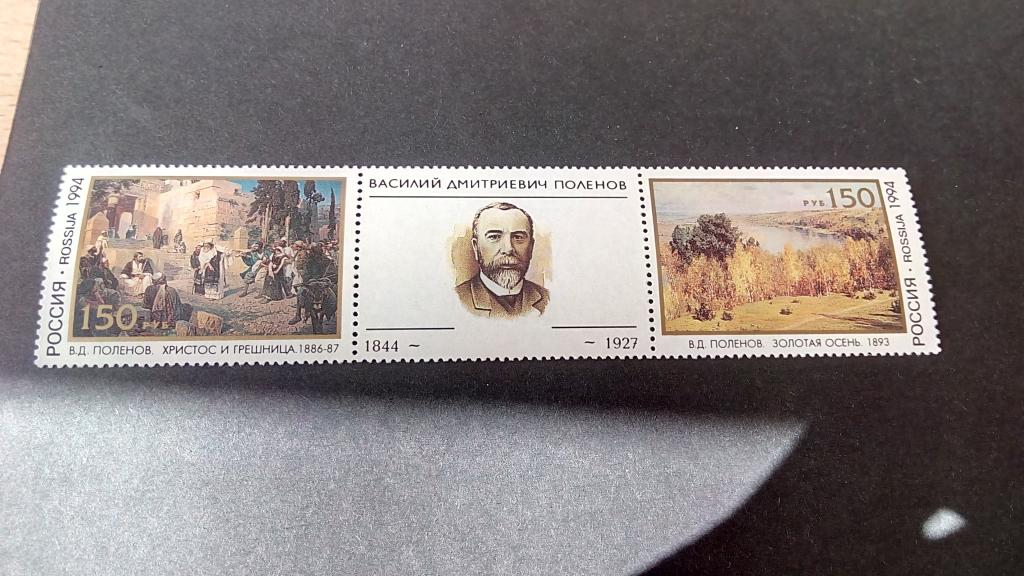 РОССИЯ · ROSSIJA 1994
150 РУБ
В.Д. ПОЛЕНОВ. ХРИСТОС И ГРЕШНИЦА. 1886-87
ВАСИЛИЙ ДМИТРИЕВИЧ ПОЛЕНОВ
1844 ~ ~ 1927
РУБ 150
В.Д. ПОЛЕНОВ. ЗОЛОТАЯ ОСЕНЬ. 1893
РОССИЯ · ROSSIJA 1994